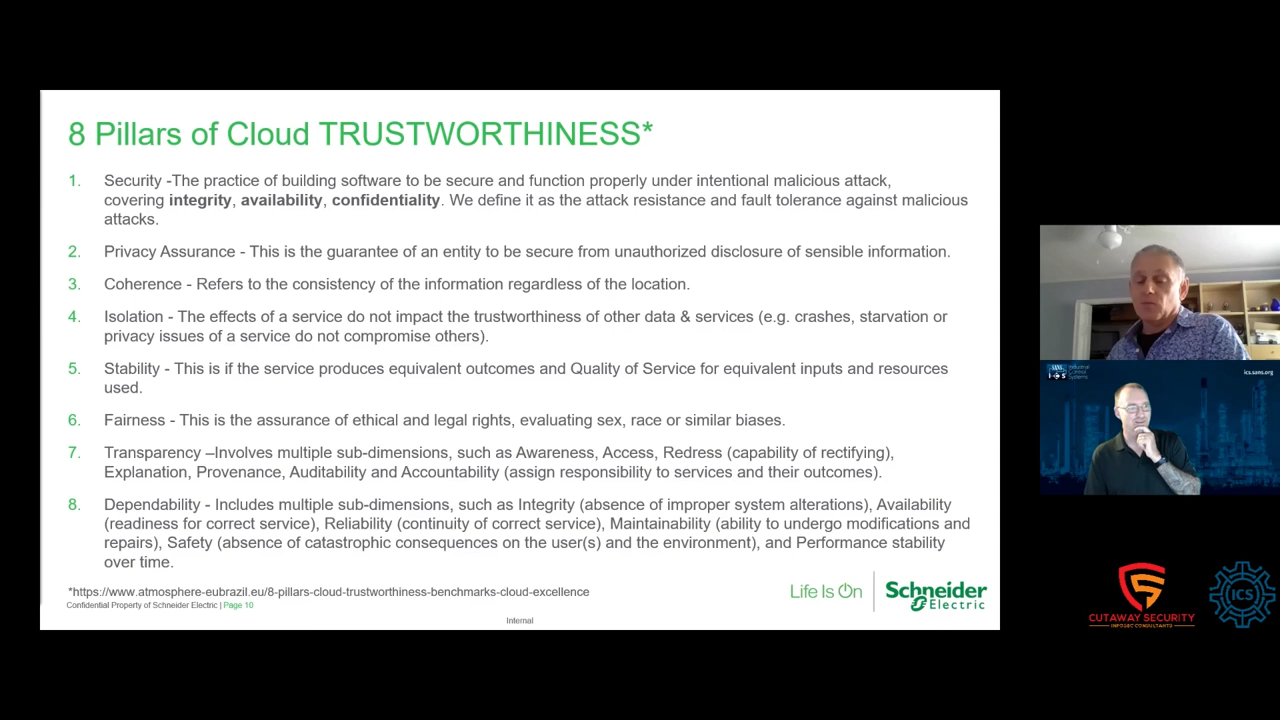 8 Pillars of Cloud TRUSTWORTHINESS*
1. Security -The practice of building software to be secure and function properly under intentional malicious attack,
covering integrity, availability, confidentiality. We define it as the attack resistance and fault tolerance against malicious
attacks.
2. Privacy Assurance - This is the guarantee of an entity to be secure from unauthorized disclosure of sensible information.
3. Coherence - Refers to the consistency of the information regardless of the location.
4. Isolation - The effects of a service do not impact the trustworthiness of other data & services (e.g. crashes, starvation or
privacy issues of a service do not compromise others).
5. Stability - This is if the service produces equivalent outcomes and Quality of Service for equivalent inputs and resources
used.
6. Fairness - This is the assurance of ethical and legal rights, evaluating sex, race or similar biases.
7. Transparency –Involves multiple sub-dimensions, such as Awareness, Access, Redress (capability of rectifying),
Explanation, Provenance, Auditability and Accountability (assign responsibility to services and their outcomes).
8. Dependability - Includes multiple sub-dimensions, such as Integrity (absence of improper system alterations), Availability
(readiness for correct service), Reliability (continuity of correct service), Maintainability (ability to undergo modifications and
repairs), Safety (absence of catastrophic consequences on the user(s) and the environment), and Performance stability
over time.
*https://www.atmosphere-eubrazil.eu/8-pillars-cloud-trustworthiness-benchmarks-cloud-excellence
Confidential Property of Schneider Electric | Page 10
Internal
Life Is On
Schneider
Electric
SANS
ICS
Industrial
Control
Systems
ics.sans.org
CUTAWAY SECURITY
INFOSEC CONSULTANTS
ICS